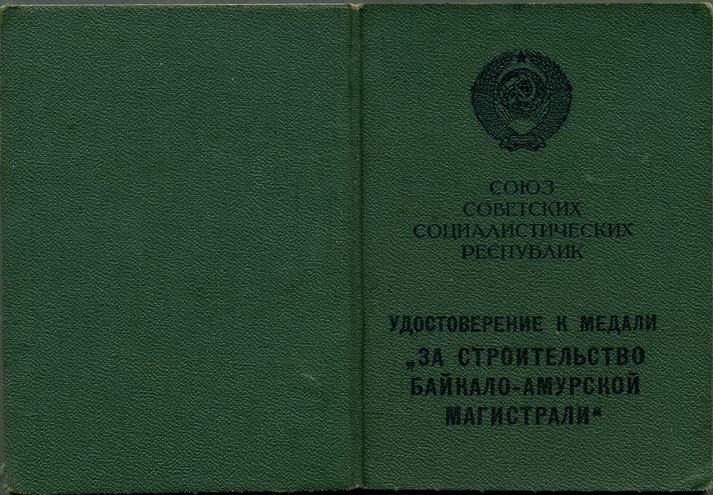 СОЮЗ
СОВЕТСКИХ
СОЦИАЛИСТИЧЕСКИХ
РЕСПУБЛИК
УДОСТОВЕРЕНИЕ К МЕДАЛИ
„ЗА СТРОИТЕЛЬСТВО
БАЙКАЛО-АМУРСКОЙ
МАГИСТРАЛИ“